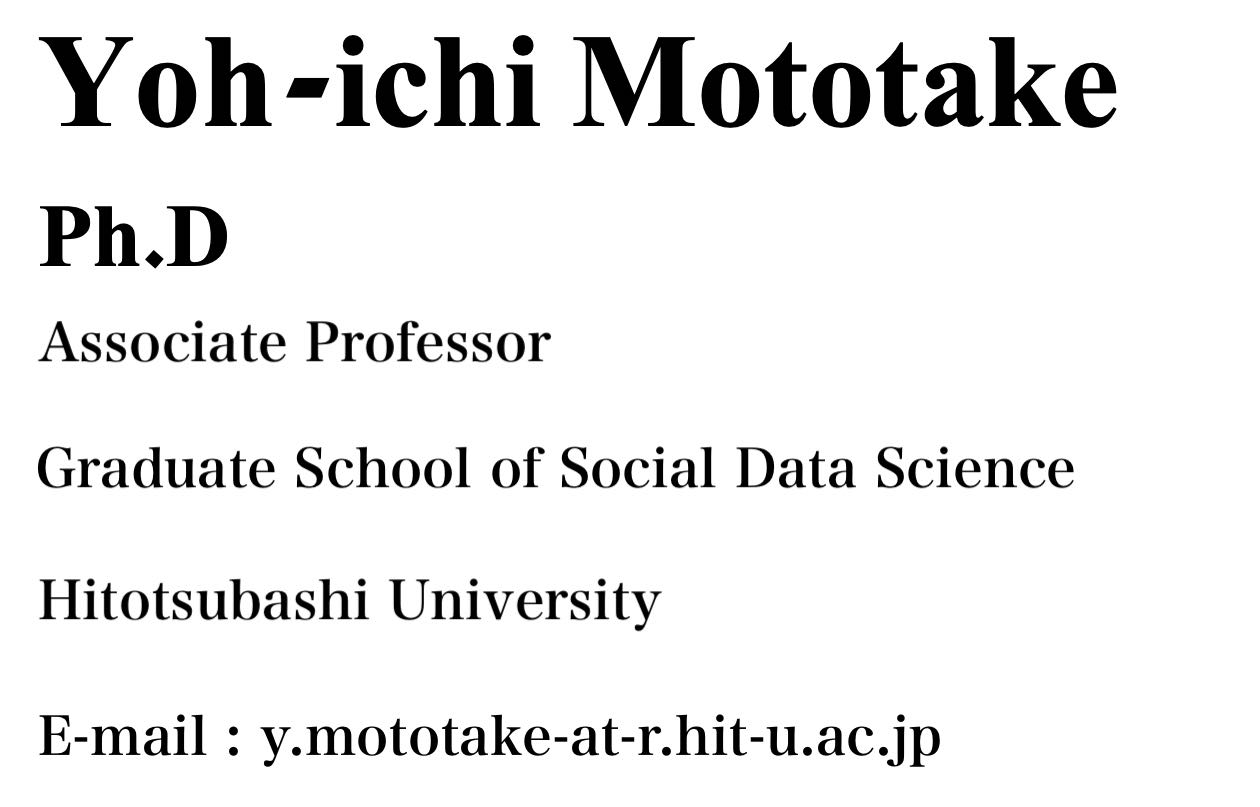 Yoh-ichi Mototake
Ph.D
Associate Professor
Graduate School of Social Data Science
Hitotsubashi University
E-mail : y.mototake-at-r.hit-u.ac.jp